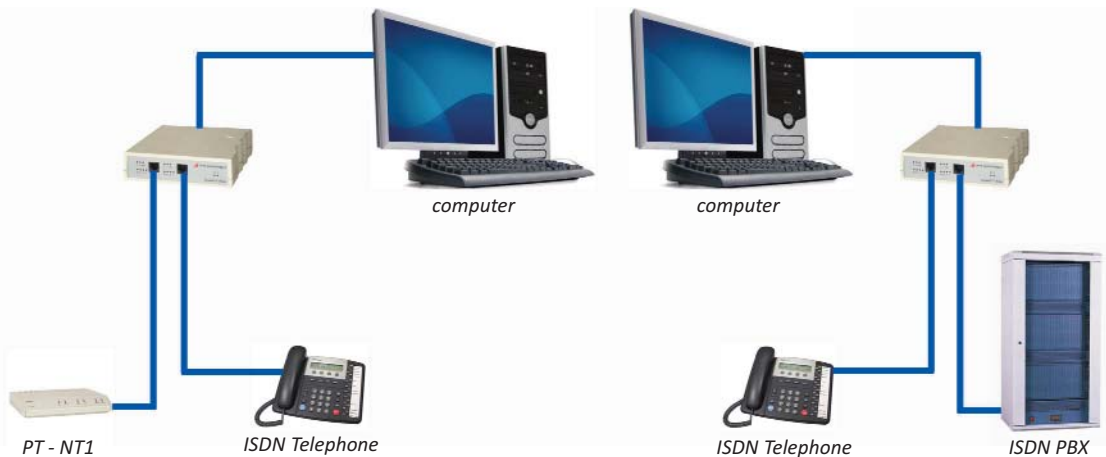 computer
computer
PT - NT1
ISDN Telephone
ISDN Telephone
ISDN PBX